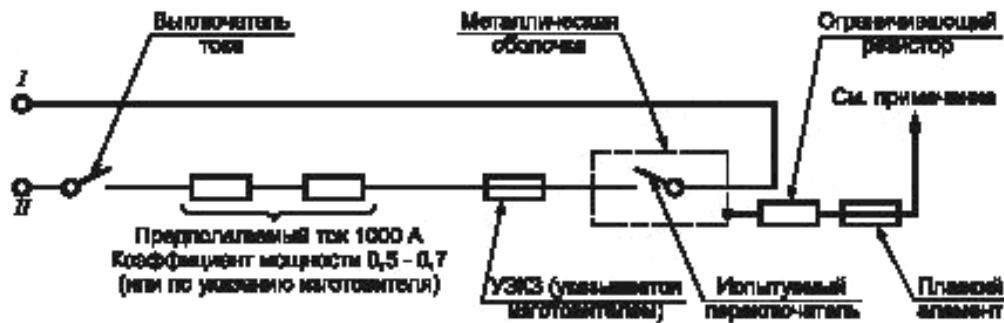 Выключатель
тока
Металлическая
оболочка
Ограничивающий
резистор
I
См. примечание
II
Предполагаемый ток 1000 А
Коэффициент мощности 0,5 - 0,7
(или по указанию изготовителя)
УЗКЗ (указывается
изготовителем)
Испытуемый
переключатель
Плавкий
элемент